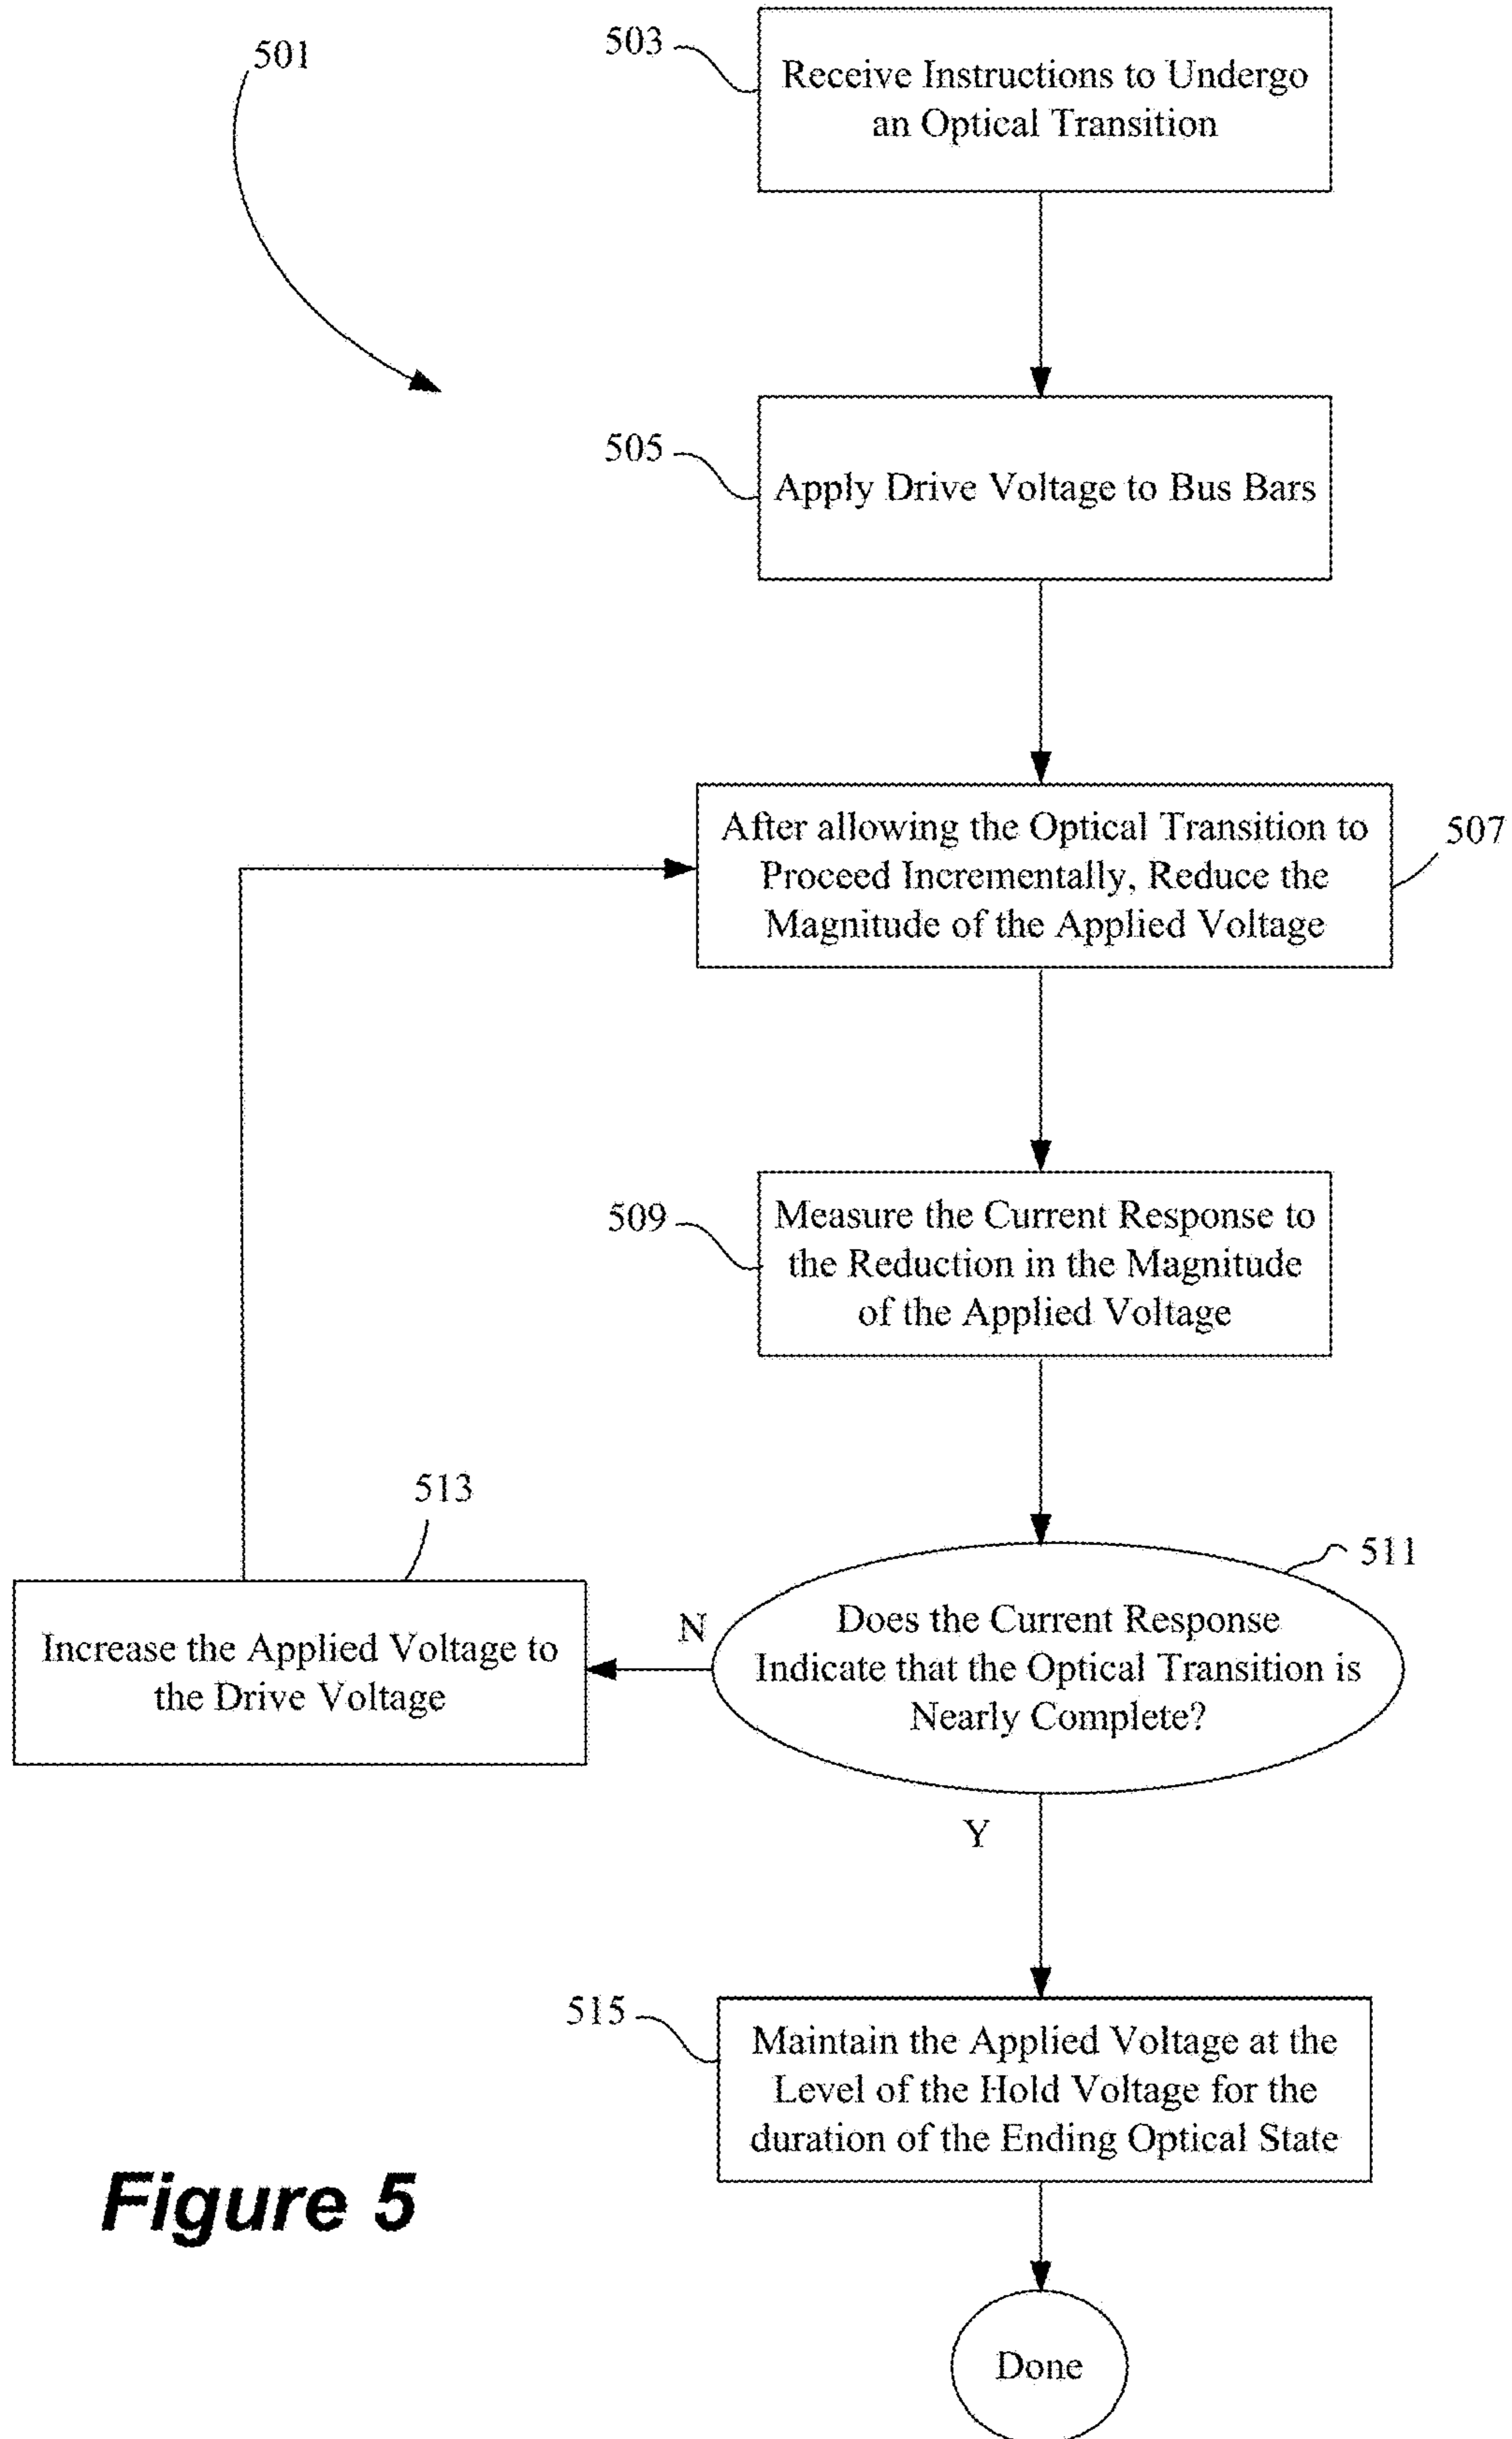 501
503
Receive Instructions to Undergo
an Optical Transition
505
Apply Drive Voltage to Bus Bars
After allowing the Optical Transition to
Proceed Incrementally, Reduce the
Magnitude of the Applied Voltage
507
509
Measure the Current Response to
the Reduction in the Magnitude
of the Applied Voltage
513
Increase the Applied Voltage to
the Drive Voltage
N
511
Does the Current Response
Indicate that the Optical Transition is
Nearly Complete?
Y
515
Maintain the Applied Voltage at the
Level of the Hold Voltage for the
duration of the Ending Optical State
Figure 5
Done